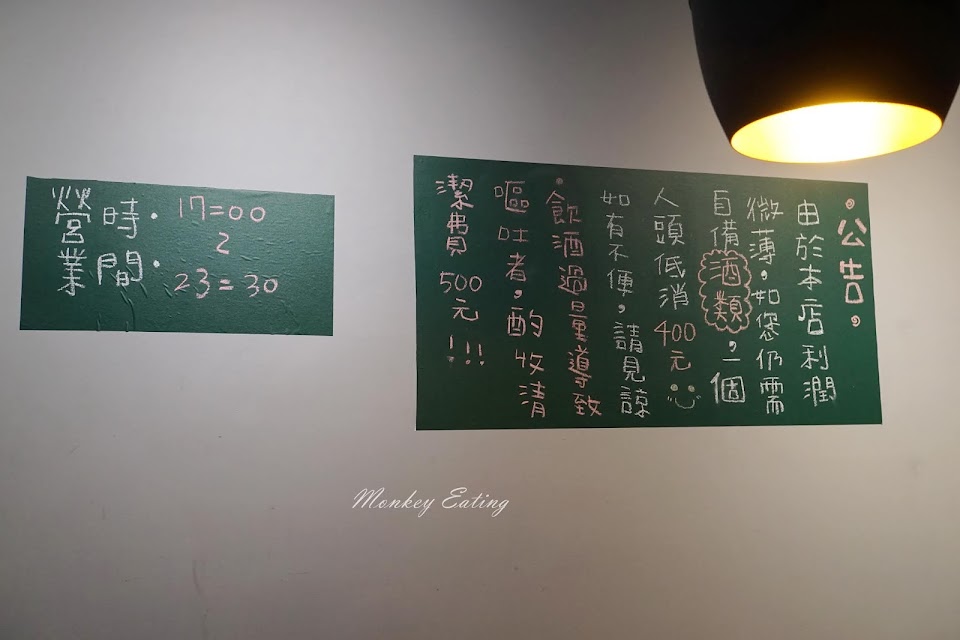 營業
時間
17=00
2
23=30
•公告•
由於本店利潤
微薄,如您仍需
自備酒類,一個
人頭低消400元
如有不便,請見諒
•飲酒過量導致
嘔吐者,酌收清
潔費500元!!!
Monkey Eating